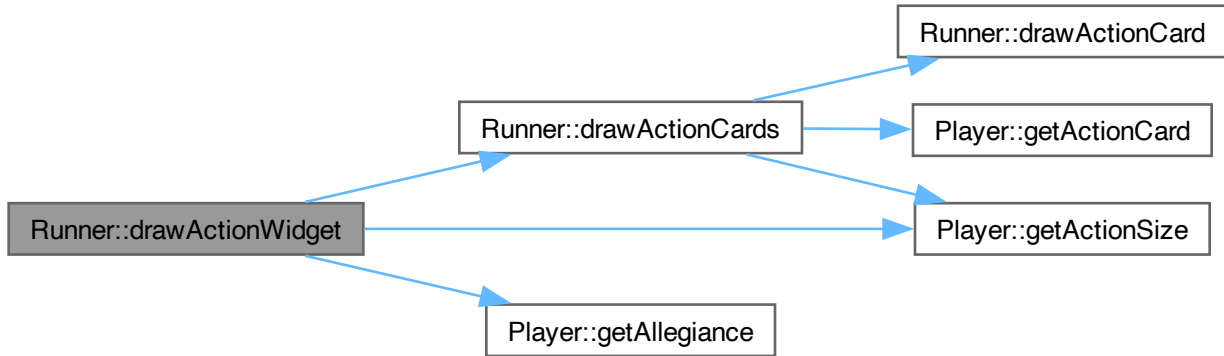 Runner::drawActionCard
Runner::drawActionCards
Player::getActionCard
Runner::drawActionWidget
Player::getActionSize
Player::getAllegiance